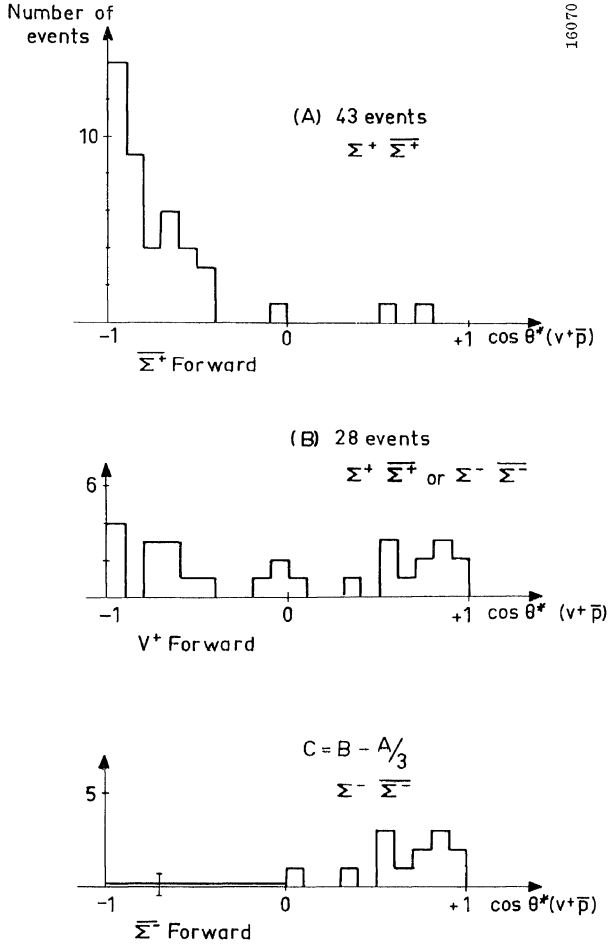 Number of
events
16070
(A) 43 events
Σ⁺ Σ̅⁺
10
-1
0
+1
cos θ* (v+p̅)
Σ̅⁺ Forward
(B) 28 events
Σ⁺ Σ̅⁺ or Σ⁻ Σ̅⁻
6
-1
0
+1
cos θ* (v+p̅)
V⁺ Forward
C = B - A/3
Σ⁻ Σ̅⁻
5
-1
0
+1
cos θ* (v+p̅)
Σ̅⁻ Forward